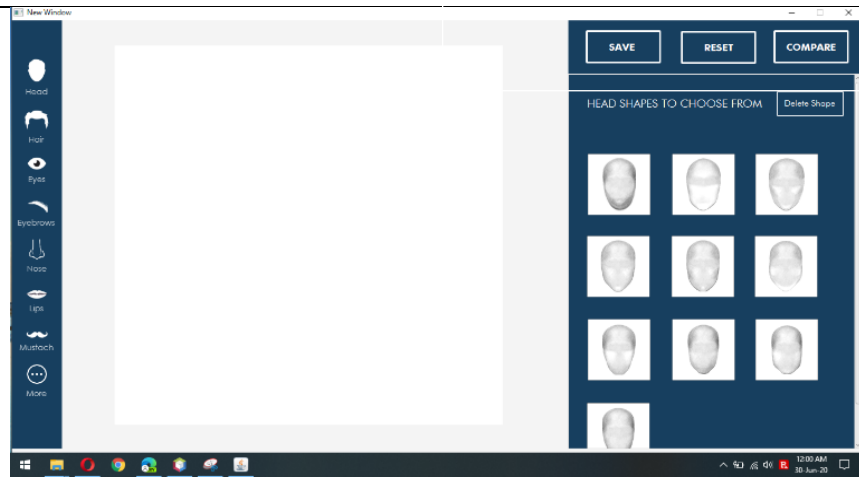 New Window
SAVE
RESET
COMPARE
HEAD SHAPES TO CHOOSE FROM
Delete Shape
Head
Hair
Eyes
Eyebrows
Nose
Lips
Mustach
More
12:00 AM
30-Jun-20